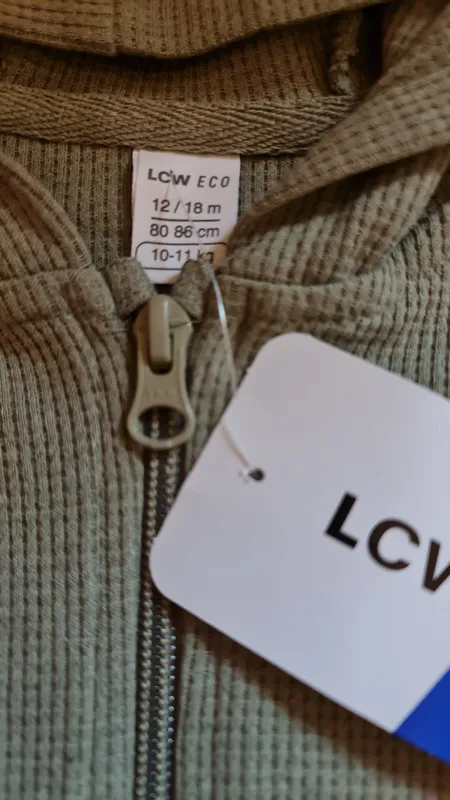 LCW ECO
12 / 18 m
80 86 cm
10-11 kg
LCW